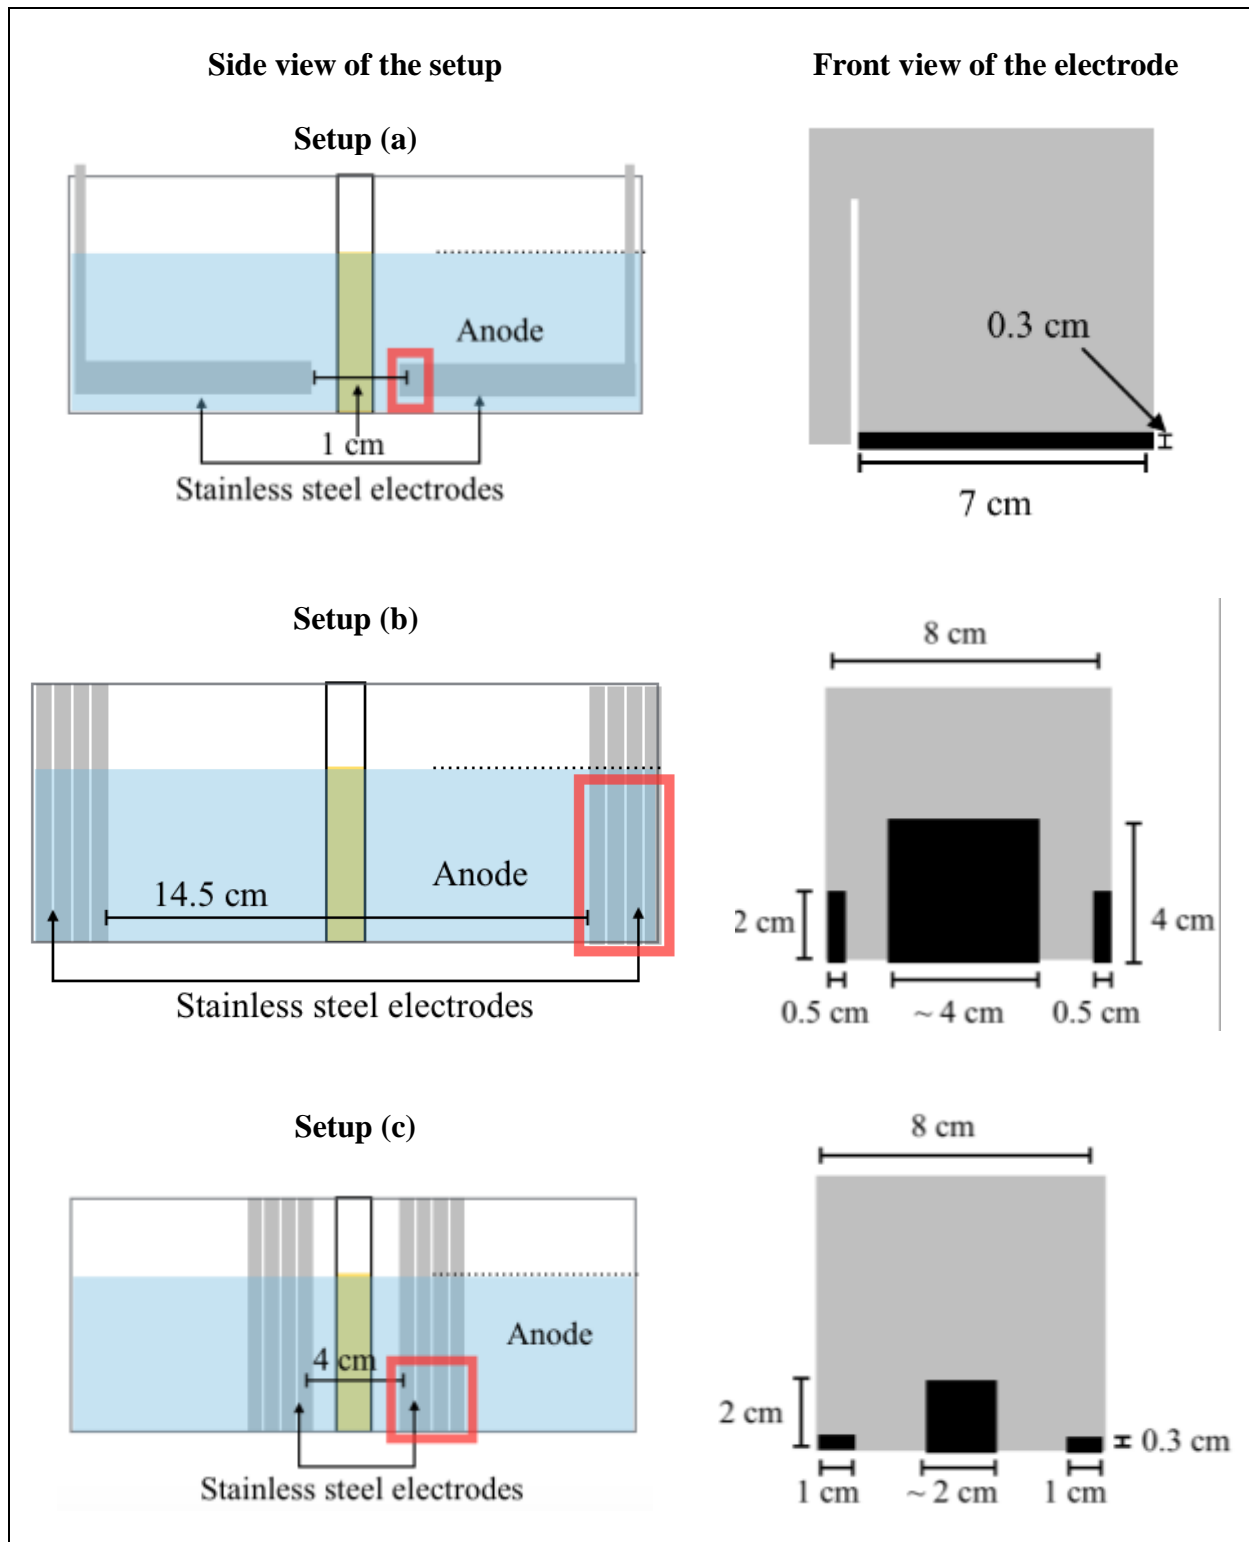 Side view of the setup
Front view of the electrode
Setup (a)
Anode
1 cm
Stainless steel electrodes
0.3 cm
7 cm
Setup (b)
Anode
14.5 cm
Stainless steel electrodes
8 cm
2 cm
4 cm
0.5 cm
~ 4 cm
0.5 cm
Setup (c)
Anode
4 cm
Stainless steel electrodes
8 cm
2 cm
0.3 cm
1 cm
~ 2 cm
1 cm